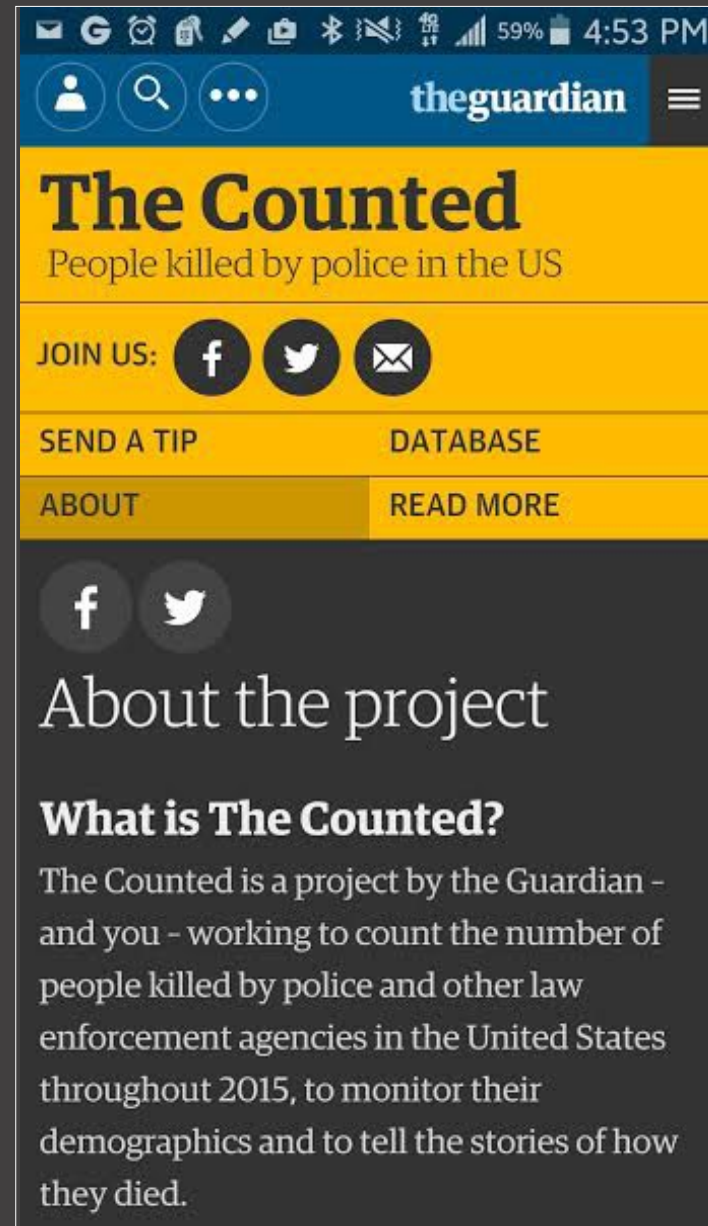 59% 4:53 PM
theguardian
The Counted
People killed by police in the US
JOIN US:
SEND A TIP
DATABASE
ABOUT
READ MORE
About the project
What is The Counted?
The Counted is a project by the Guardian –
and you – working to count the number of
people killed by police and other law
enforcement agencies in the United States
throughout 2015, to monitor their
demographics and to tell the stories of how
they died.